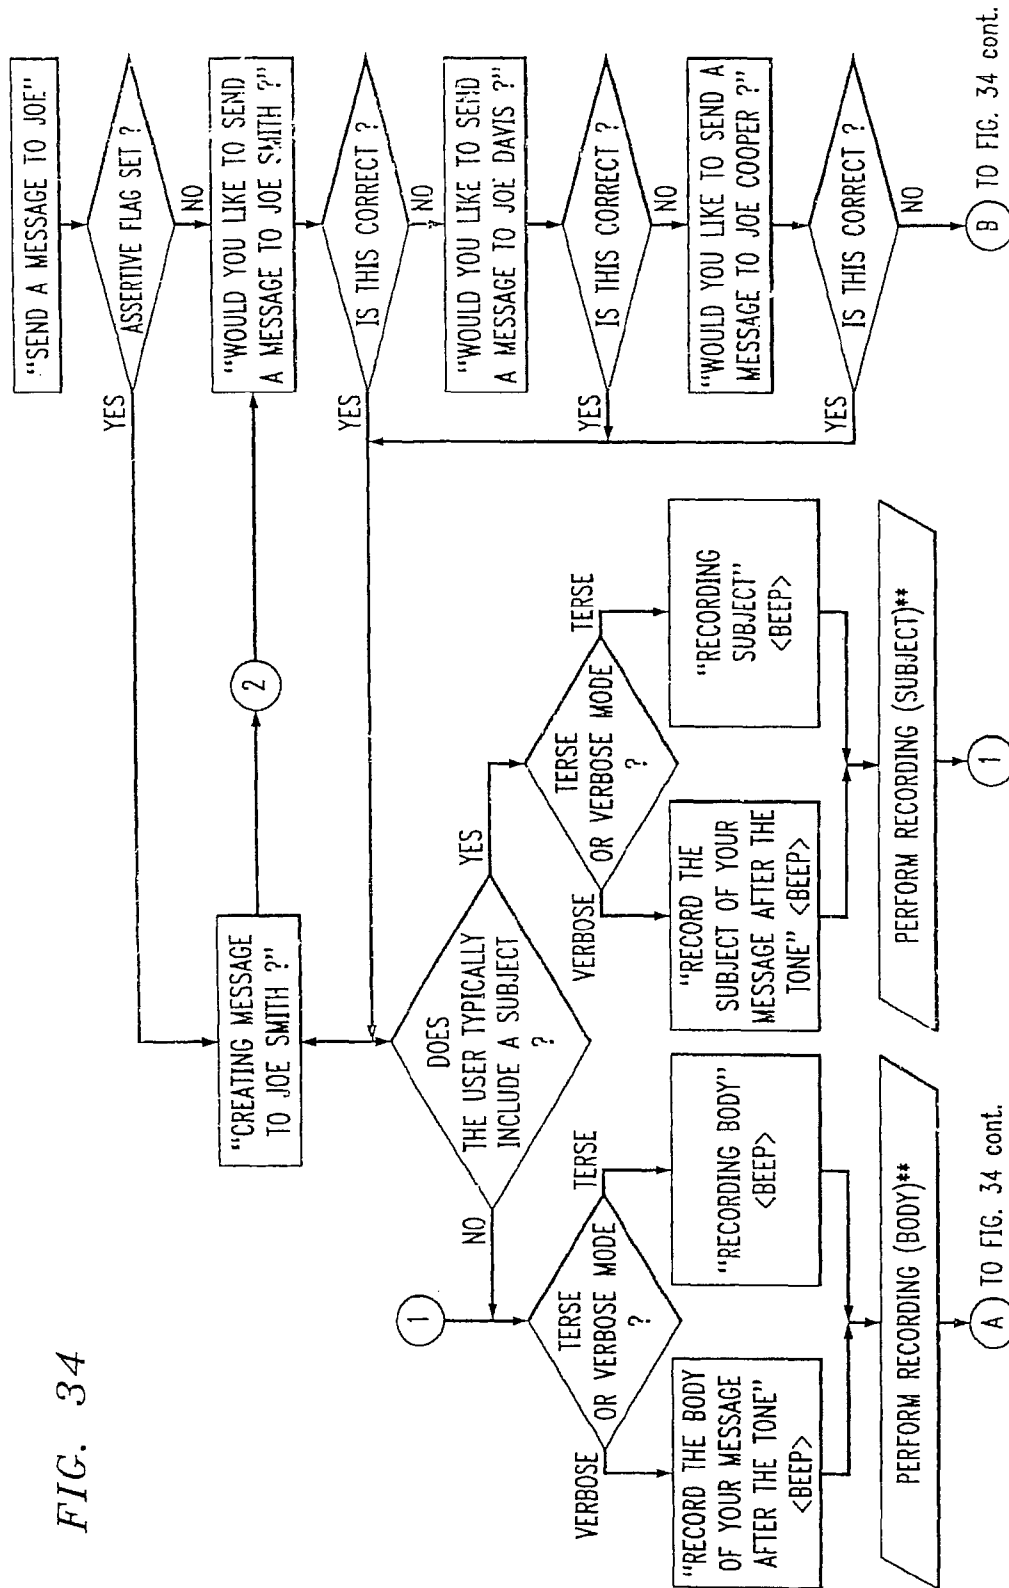 FIG. 34
"SEND A MESSAGE TO JOE"
ASSERTIVE FLAG SET ?
YES
NO
"CREATING MESSAGE
TO JOE SMITH ?"
2
"WOULD YOU LIKE TO SEND
A MESSAGE TO JOE SMITH ?"
IS THIS CORRECT ?
YES
NO
"WOULD YOU LIKE TO SEND
A MESSAGE TO JOE DAVIS ?"
IS THIS CORRECT ?
YES
NO
"WOULD YOU LIKE TO SEND A
MESSAGE TO JOE COOPER ?"
IS THIS CORRECT ?
YES
NO
B TO FIG. 34 cont.
DOES
THE USER TYPICALLY
INCLUDE A SUBJECT
?
NO
YES
TERSE
OR VERBOSE MODE
?
VERBOSE
TERSE
"RECORD THE
SUBJECT OF YOUR
MESSAGE AFTER THE
TONE" <BEEP>
"RECORDING
SUBJECT"
<BEEP>
PERFORM RECORDING (SUBJECT)**
1
1
TERSE
OR VERBOSE MODE
?
VERBOSE
TERSE
"RECORD THE BODY
OF YOUR MESSAGE
AFTER THE TONE"
<BEEP>
"RECORDING BODY"
<BEEP>
PERFORM RECORDING (BODY)**
A TO FIG. 34 cont.